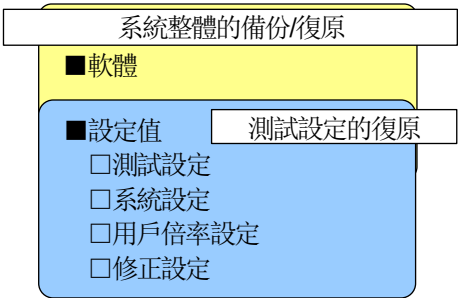 系統整體的備份/復原
■軟體
■設定值
測試設定的復原
□測試設定
□系統設定
□用戶倍率設定
□修正設定